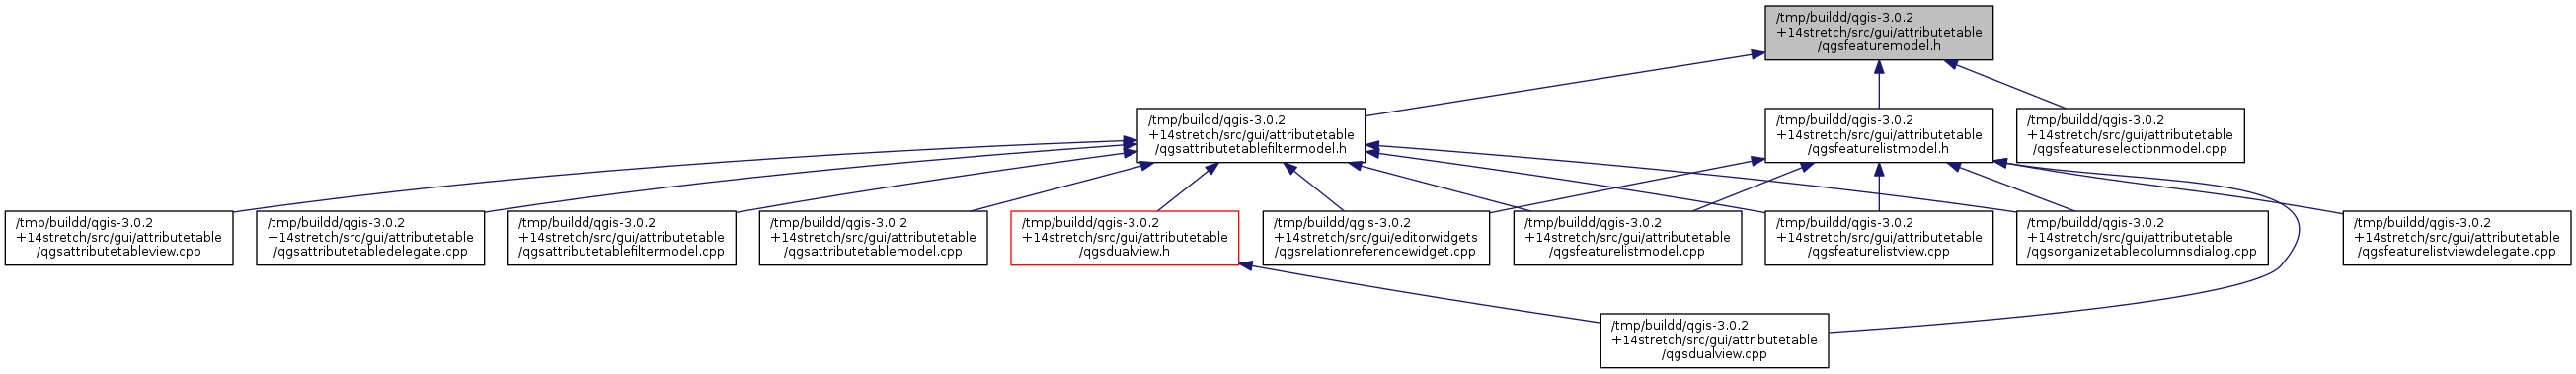 /tmp/buildd/qgis-3.0.2
+14stretch/src/gui/attributetable
/qgsfeaturemodel.h
/tmp/buildd/qgis-3.0.2
+14stretch/src/gui/attributetable
/qgsattributetablefiltermodel.h
/tmp/buildd/qgis-3.0.2
+14stretch/src/gui/attributetable
/qgsfeaturelistmodel.h
/tmp/buildd/qgis-3.0.2
+14stretch/src/gui/attributetable
/qgsfeatureselectionmodel.cpp
/tmp/buildd/qgis-3.0.2
+14stretch/src/gui/attributetable
/qgsattributetableview.cpp
/tmp/buildd/qgis-3.0.2
+14stretch/src/gui/attributetable
/qgsattributetabledelegate.cpp
/tmp/buildd/qgis-3.0.2
+14stretch/src/gui/attributetable
/qgsattributetablefiltermodel.cpp
/tmp/buildd/qgis-3.0.2
+14stretch/src/gui/attributetable
/qgsattributetablemodel.cpp
/tmp/buildd/qgis-3.0.2
+14stretch/src/gui/attributetable
/qgsdualview.h
/tmp/buildd/qgis-3.0.2
+14stretch/src/gui/editorwidgets
/qgsrelationreferencewidget.cpp
/tmp/buildd/qgis-3.0.2
+14stretch/src/gui/attributetable
/qgsfeaturelistmodel.cpp
/tmp/buildd/qgis-3.0.2
+14stretch/src/gui/attributetable
/qgsfeaturelistview.cpp
/tmp/buildd/qgis-3.0.2
+14stretch/src/gui/attributetable
/qgsorganizetablecolumnsdialog.cpp
/tmp/buildd/qgis-3.0.2
+14stretch/src/gui/attributetable
/qgsfeaturelistviewdelegate.cpp
/tmp/buildd/qgis-3.0.2
+14stretch/src/gui/attributetable
/qgsdualview.cpp